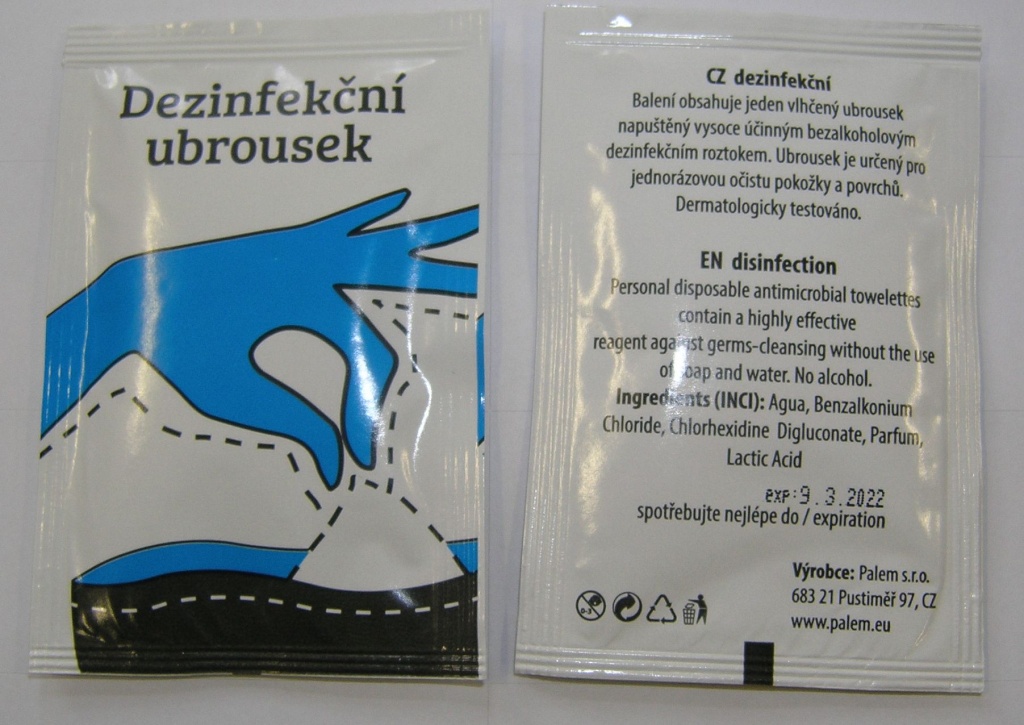 Dezinfekční
ubrousek
CZ dezinfekční
Balení obsahuje jeden vlhčený ubrousek
napuštěný vysoce účinným bezalkoholovým
dezinfekčním roztokem. Ubrousek je určený pro
jednorázovou očistu pokožky a povrchů.
Dermatologicky testováno.
EN disinfection
Personal disposable antimicrobial towelettes
contain a highly effective
reagent against germs-cleansing without the use
of soap and water. No alcohol.
Ingredients (INCI): Agua, Benzalkonium
Chloride, Chlorhexidine Digluconate, Parfum,
Lactic Acid
exp: 9.3.2022
spotřebujte nejlépe do / expiration
Výrobce: Palem s.r.o.
683 21 Pustiměř 97, CZ
www.palem.eu
0-3